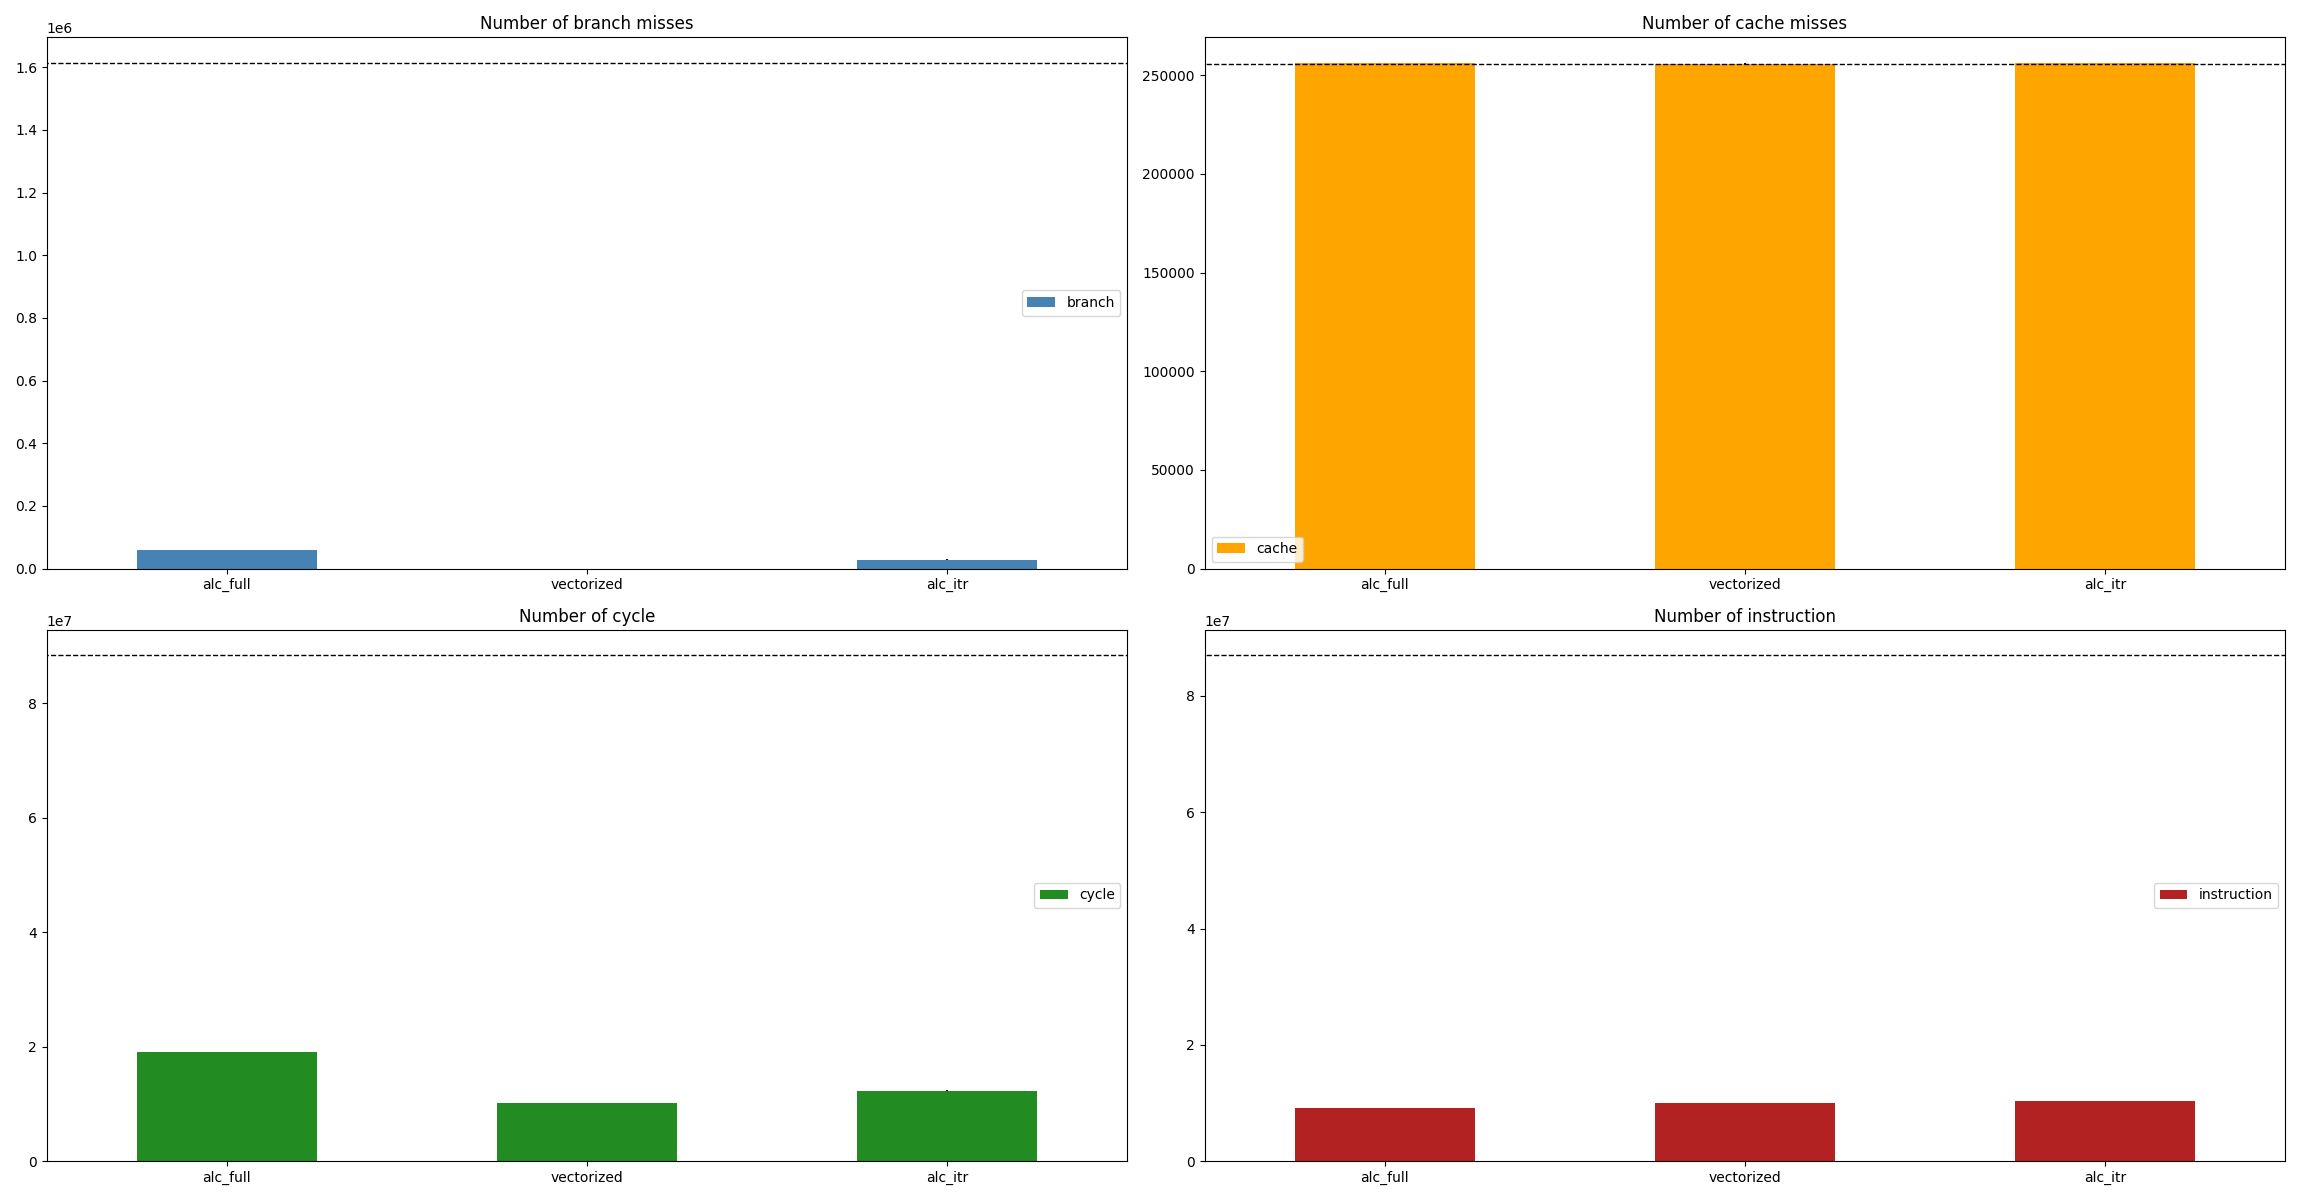 Number of branch misses
1e6
1.6
1.4
1.2
1.0
0.8
0.6
0.4
0.2
0.0
branch
alc_full vectorized alc_itr
Number of cache misses
250000
200000
150000
100000
50000
0
cache
alc_full vectorized alc_itr
Number of cycle
1e7
8
6
4
2
0
cycle
alc_full vectorized alc_itr
Number of instruction
1e7
8
6
4
2
0
instruction
alc_full vectorized alc_itr